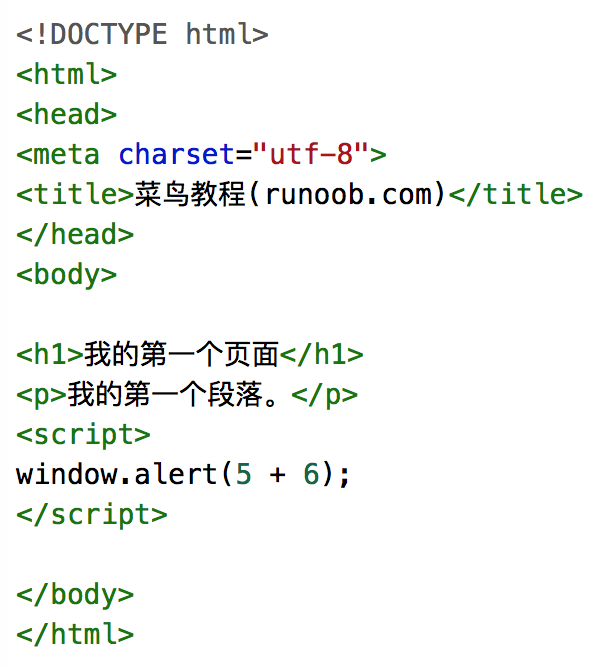 <!DOCTYPE html>
<html>
<head>
<meta charset="utf-8">
<title>菜鸟教程(runoob.com)</title>
</head>
<body>
<h1>我的第一个页面</h1>
<p>我的第一个段落。</p>
<script>
window.alert(5 + 6);
</script>
</body>
</html>